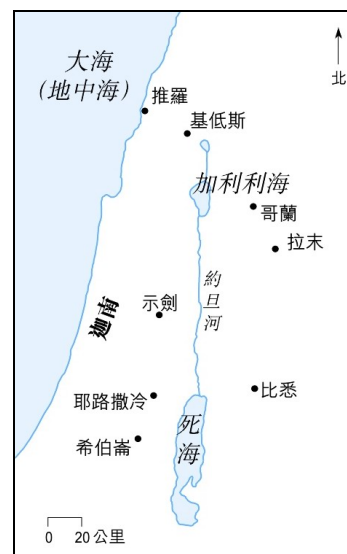 大海
(地中海)
北
推羅
基低斯
加利利海
哥蘭
拉末
約旦河
示劍
迦南
比悉
耶路撒冷
死海
希伯崙
0 20 公里